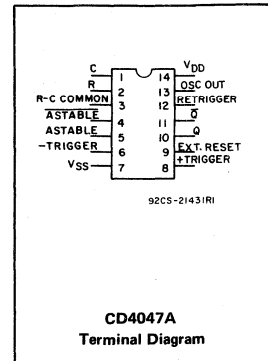 C 1 14 VDD
R 2 13 OSC OUT
R-C COMMON 3 12 RETRIGGER
ASTABLE 4 11 Q
ASTABLE 5 10 Q
-TRIGGER 6 9 EXT. RESET
VSS 7 8 +TRIGGER
92CS-21431R1
CD4047A
Terminal Diagram